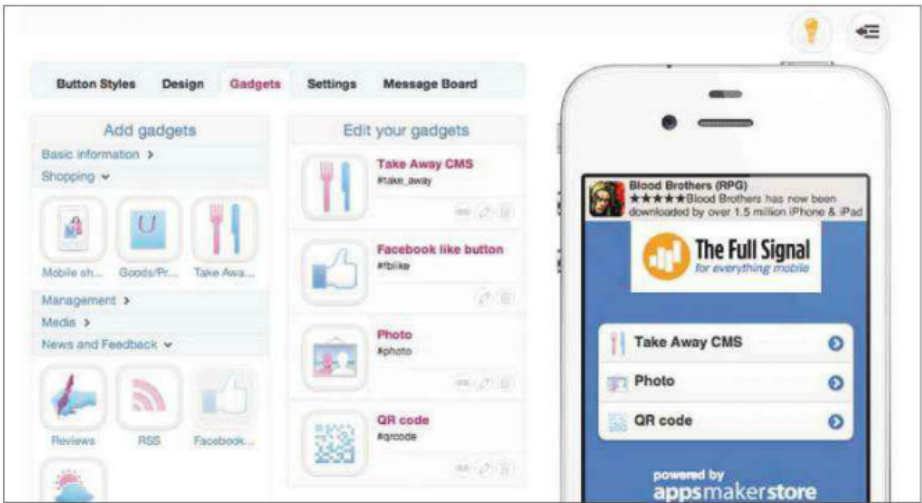 Button Styles
Design
Gadgets
Settings
Message Board
Add gadgets
Basic information >
Shopping
Mobile sh...
Goods/Pr...
Take Awa...
Management >
Media >
News and Feedback
Reviews
RSS
Facebook...
Edit your gadgets
Take Away CMS
#take_away
Facebook like button
#fblike
Photo
#photo
QR code
#qrcode
Blood Brothers (RPG)
★★★★★Blood Brothers has now been
downloaded by over 1.5 million iPhone & iPad
The Full Signal
for everything mobile
Take Away CMS
Photo
QR code
powered by
appsmakerstore